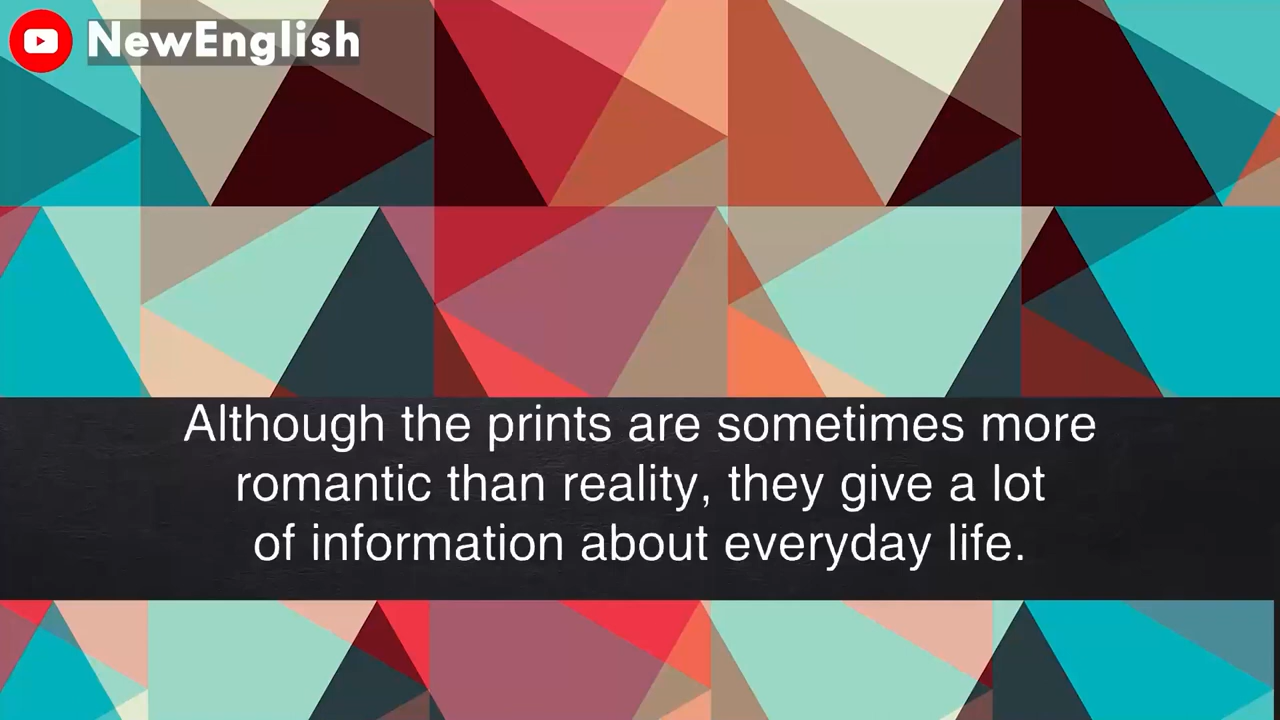 NewEnglish
Although the prints are sometimes more
romantic than reality, they give a lot
of information about everyday life.